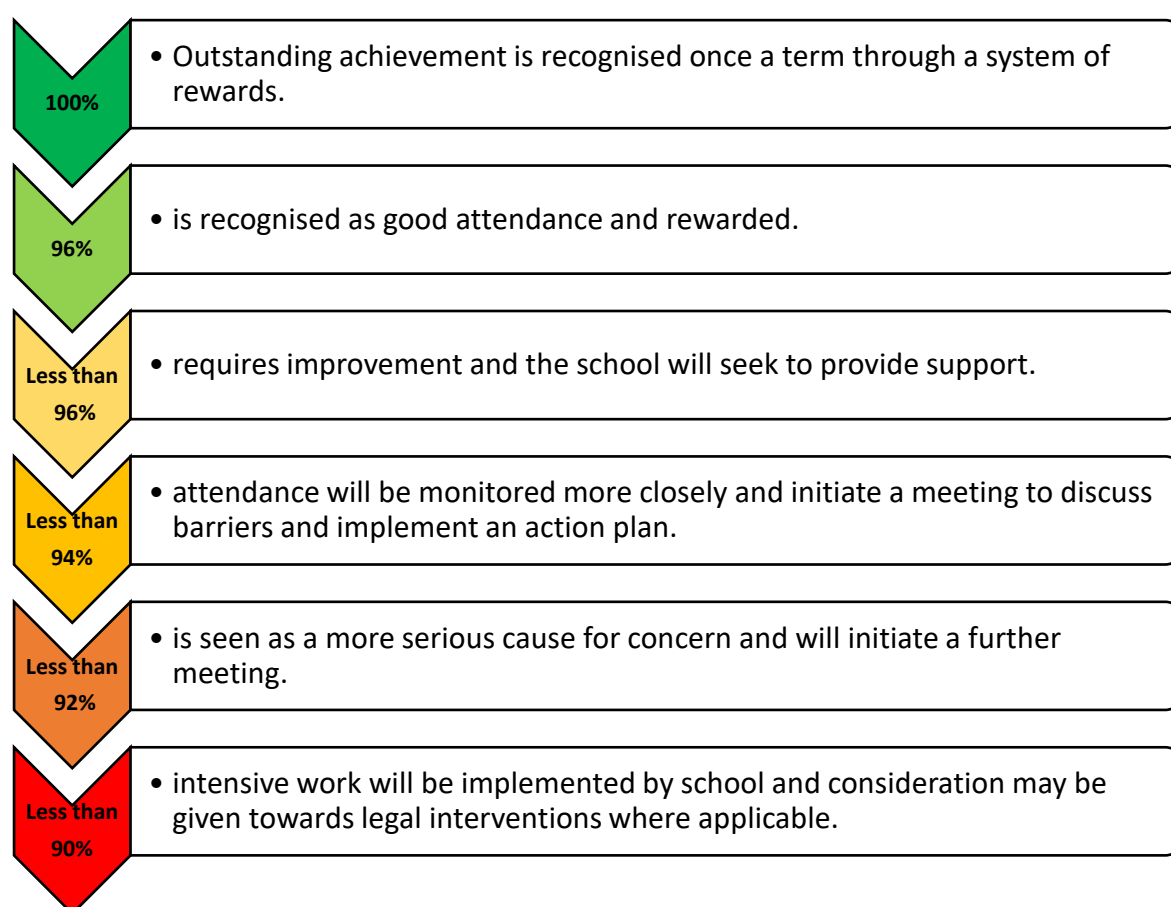 100%
• Outstanding achievement is recognised once a term through a system of
rewards.
96%
• is recognised as good attendance and rewarded.
Less than
96%
• requires improvement and the school will seek to provide support.
Less than
94%
• attendance will be monitored more closely and initiate a meeting to discuss
barriers and implement an action plan.
Less than
92%
• is seen as a more serious cause for concern and will initiate a further
meeting.
Less than
90%
• intensive work will be implemented by school and consideration may be
given towards legal interventions where applicable.